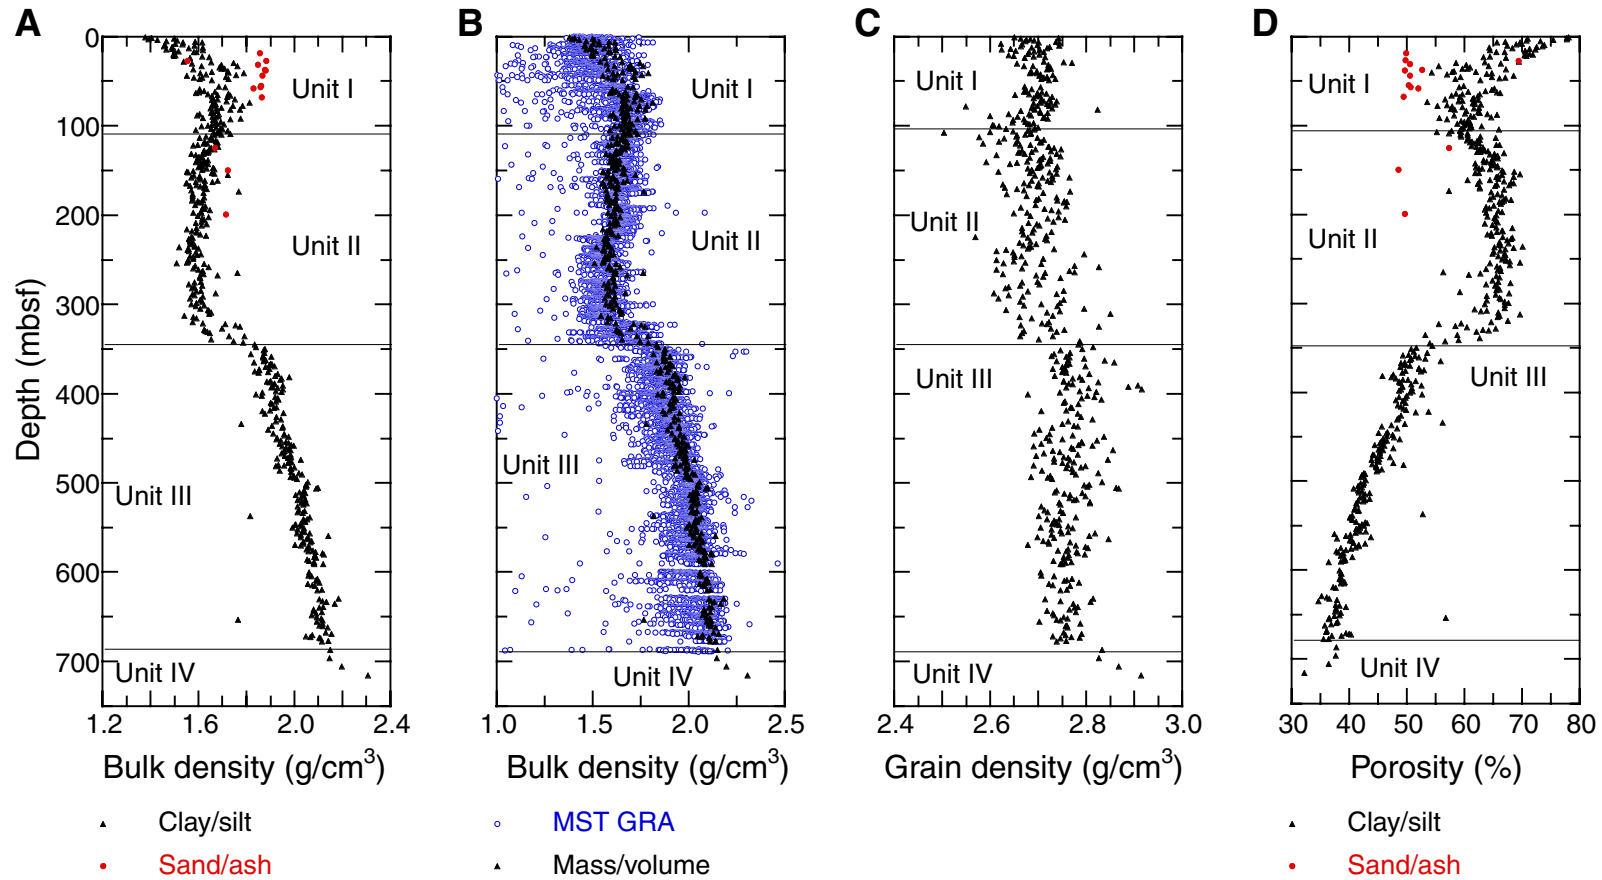 A
B
C
D
0
100
200
300
400
500
600
700
Depth (mbsf)
Unit I
Unit II
Unit III
Unit IV
1.2
1.6
2.0
2.4
Bulk density (g/cm3)
Clay/silt
Sand/ash
Unit I
Unit II
Unit III
Unit IV
1.0
1.5
2.0
2.5
Bulk density (g/cm3)
MST GRA
Mass/volume
Unit I
Unit II
Unit III
Unit IV
2.4
2.6
2.8
3.0
Grain density (g/cm3)
Unit I
Unit II
Unit III
Unit IV
30
40
50
60
70
80
Porosity (%)
Clay/silt
Sand/ash